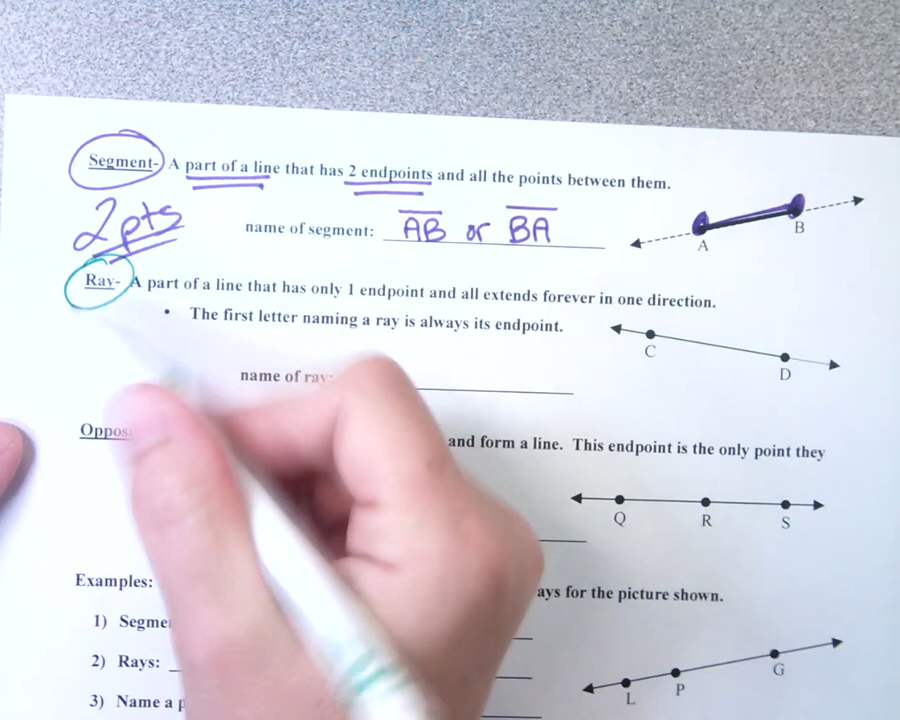 Segment- A part of a line that has 2 endpoints and all the points between them.
2 pts
name of segment: AB or BA
A
B
Ray- A part of a line that has only 1 endpoint and all extends forever in one direction.
• The first letter naming a ray is always its endpoint.
C
D
name of ray:
and form a line. This endpoint is the only point they
Q R S
Examples:
ays for the picture shown.
1)
2) Rays:
L P G
3) Name a